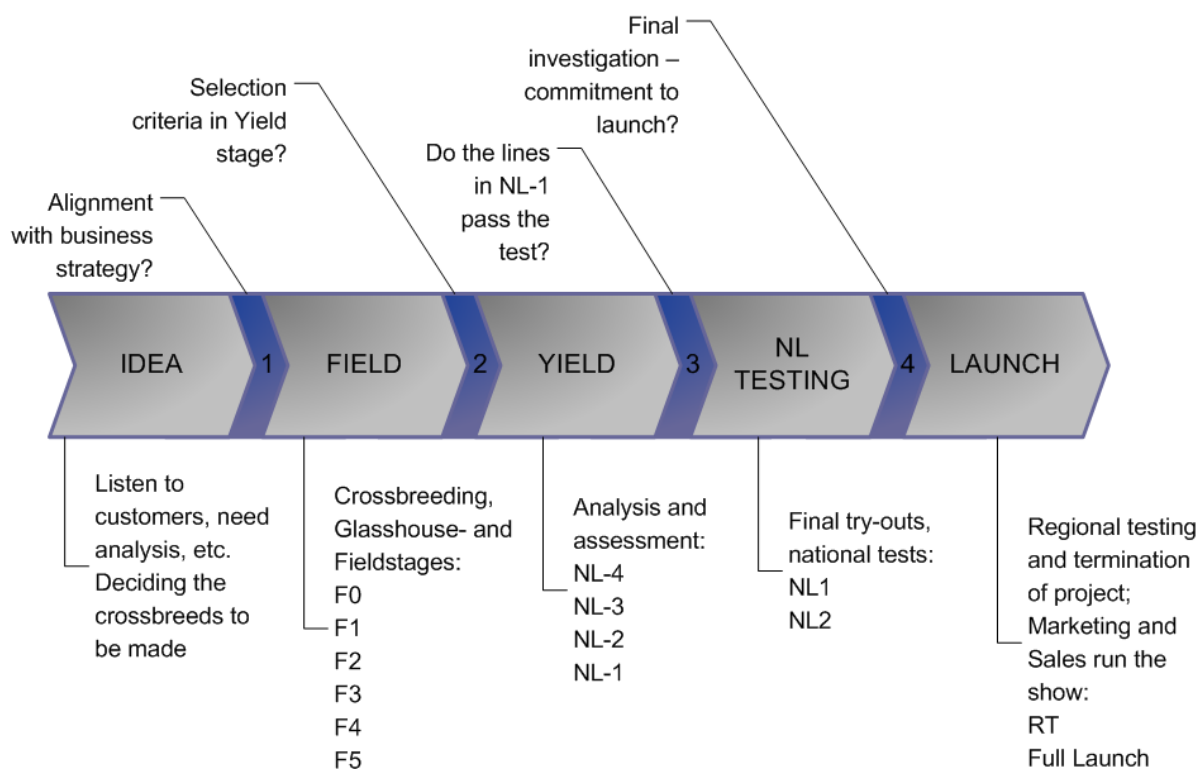 Final
investigation –
commitment to
launch?
Selection
criteria in Yield
stage?
Do the lines
in NL-1
pass the
test?
Alignment
with business
strategy?
IDEA
1
FIELD
2
YIELD
3
NL
TESTING
4
LAUNCH
Listen to
customers, need
analysis, etc.
Deciding the
crossbreeds to
be made
Crossbreeding,
Glasshouse- and
Fieldstages:
F0
F1
F2
F3
F4
F5
Analysis and
assessment:
NL-4
NL-3
NL-2
NL-1
Final try-outs,
national tests:
NL1
NL2
Regional testing
and termination
of project;
Marketing and
Sales run the
show:
RT
Full Launch